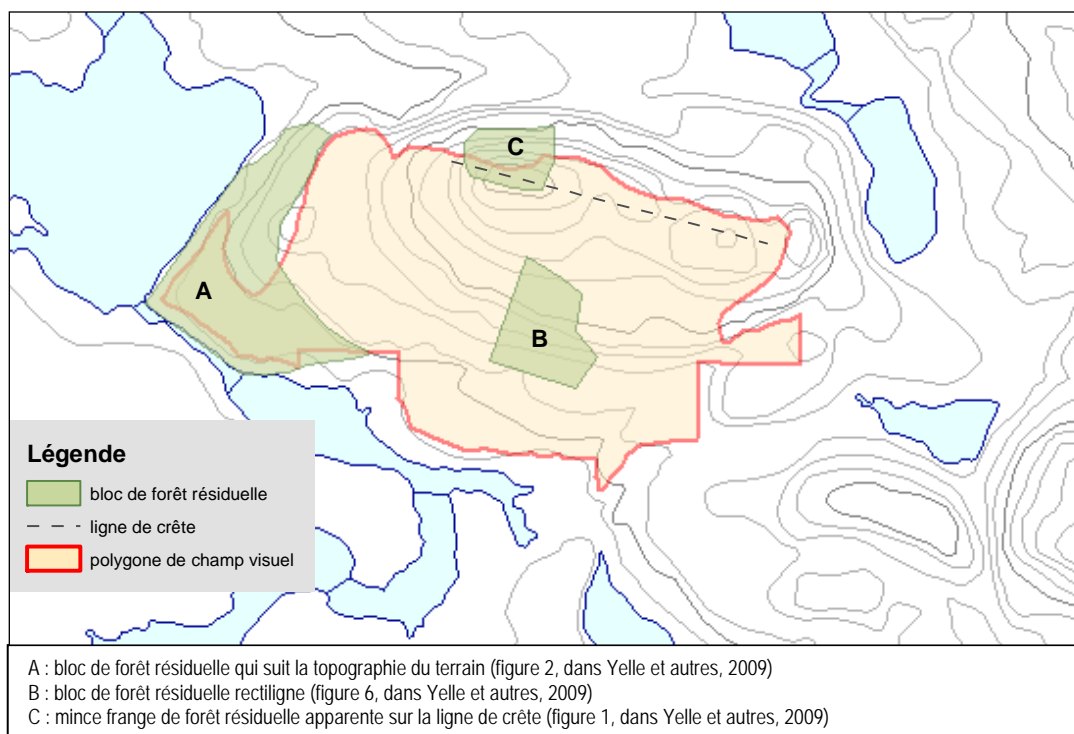 C
A
B
Légende
bloc de forêt résiduelle
ligne de crête
polygone de champ visuel
A : bloc de forêt résiduelle qui suit la topographie du terrain (figure 2, dans Yelle et autres, 2009)
B : bloc de forêt résiduelle rectiligne (figure 6, dans Yelle et autres, 2009)
C : mince frange de forêt résiduelle apparente sur la ligne de crête (figure 1, dans Yelle et autres, 2009)